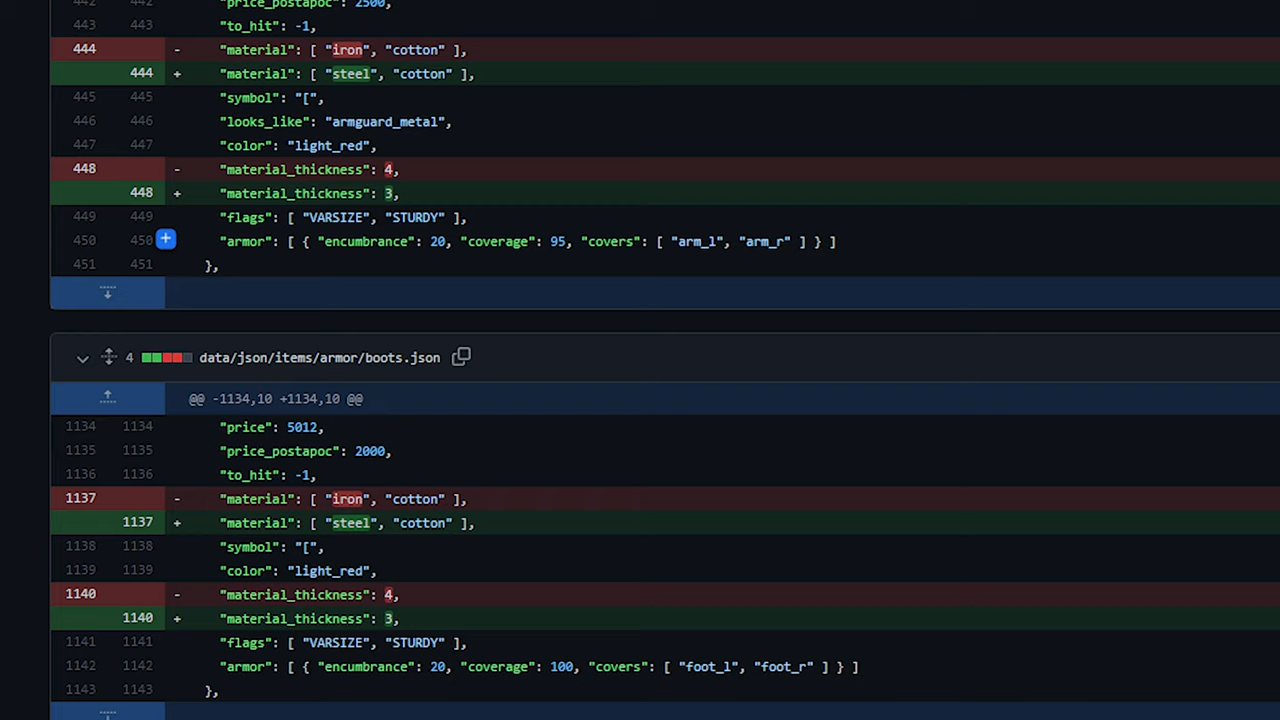 442 442 "price_postapoc": 2500,
443 443 "to_hit": -1,
444 - "material": [ "iron", "cotton" ],
444 + "material": [ "steel", "cotton" ],
445 445 "symbol": "[",
446 446 "looks_like": "armguard_metal",
447 447 "color": "light_red",
448 - "material_thickness": 4,
448 + "material_thickness": 3,
449 449 "flags": [ "VARSIZE", "STURDY" ],
450 450 + "armor": [ { "encumbrance": 20, "coverage": 95, "covers": [ "arm_l", "arm_r" ] } ]
451 451 },
4 data/json/items/armor/boots.json
@@ -1134,10 +1134,10 @@
1134 1134 "price": 5012,
1135 1135 "price_postapoc": 2000,
1136 1136 "to_hit": -1,
1137 - "material": [ "iron", "cotton" ],
1137 + "material": [ "steel", "cotton" ],
1138 1138 "symbol": "[",
1139 1139 "color": "light_red",
1140 - "material_thickness": 4,
1140 + "material_thickness": 3,
1141 1141 "flags": [ "VARSIZE", "STURDY" ],
1142 1142 "armor": [ { "encumbrance": 20, "coverage": 100, "covers": [ "foot_l", "foot_r" ] } ]
1143 1143 },